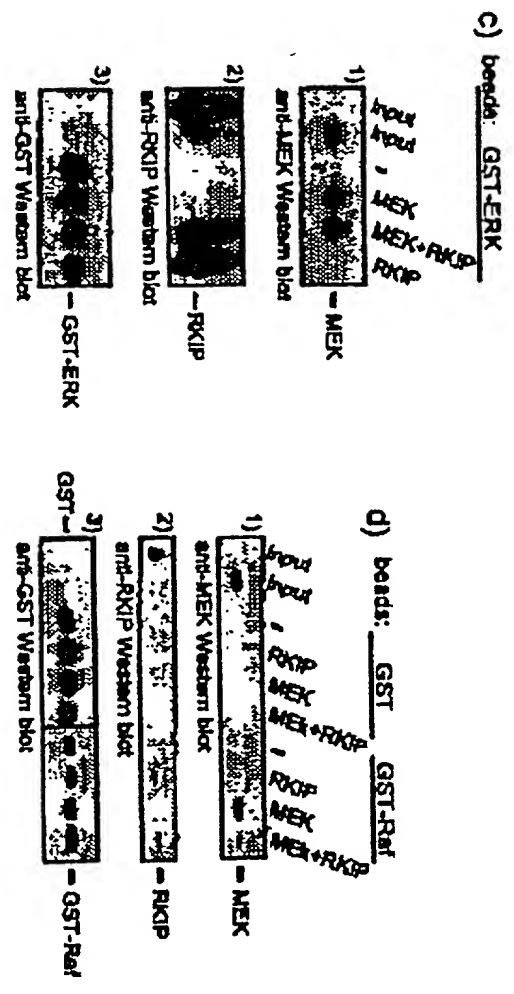 c) beads: GST-ERK
Input
Input
-
MEK
MEK+RKIP
RKIP
1)
- MEK
anti-MEK Western blot
2)
- RKIP
anti-RKIP Western blot
3)
- GST-ERK
anti-GST Western blot
d) beads: GST GST-Raf
Input
Input
-
RKIP
MEK
MEK+RKIP
-
RKIP
MEK
MEK+RKIP
1)
- MEK
anti-MEK Western blot
2)
- RKIP
anti-RKIP Western blot
3)
GST-
- GST-Raf
anti-GST Western blot